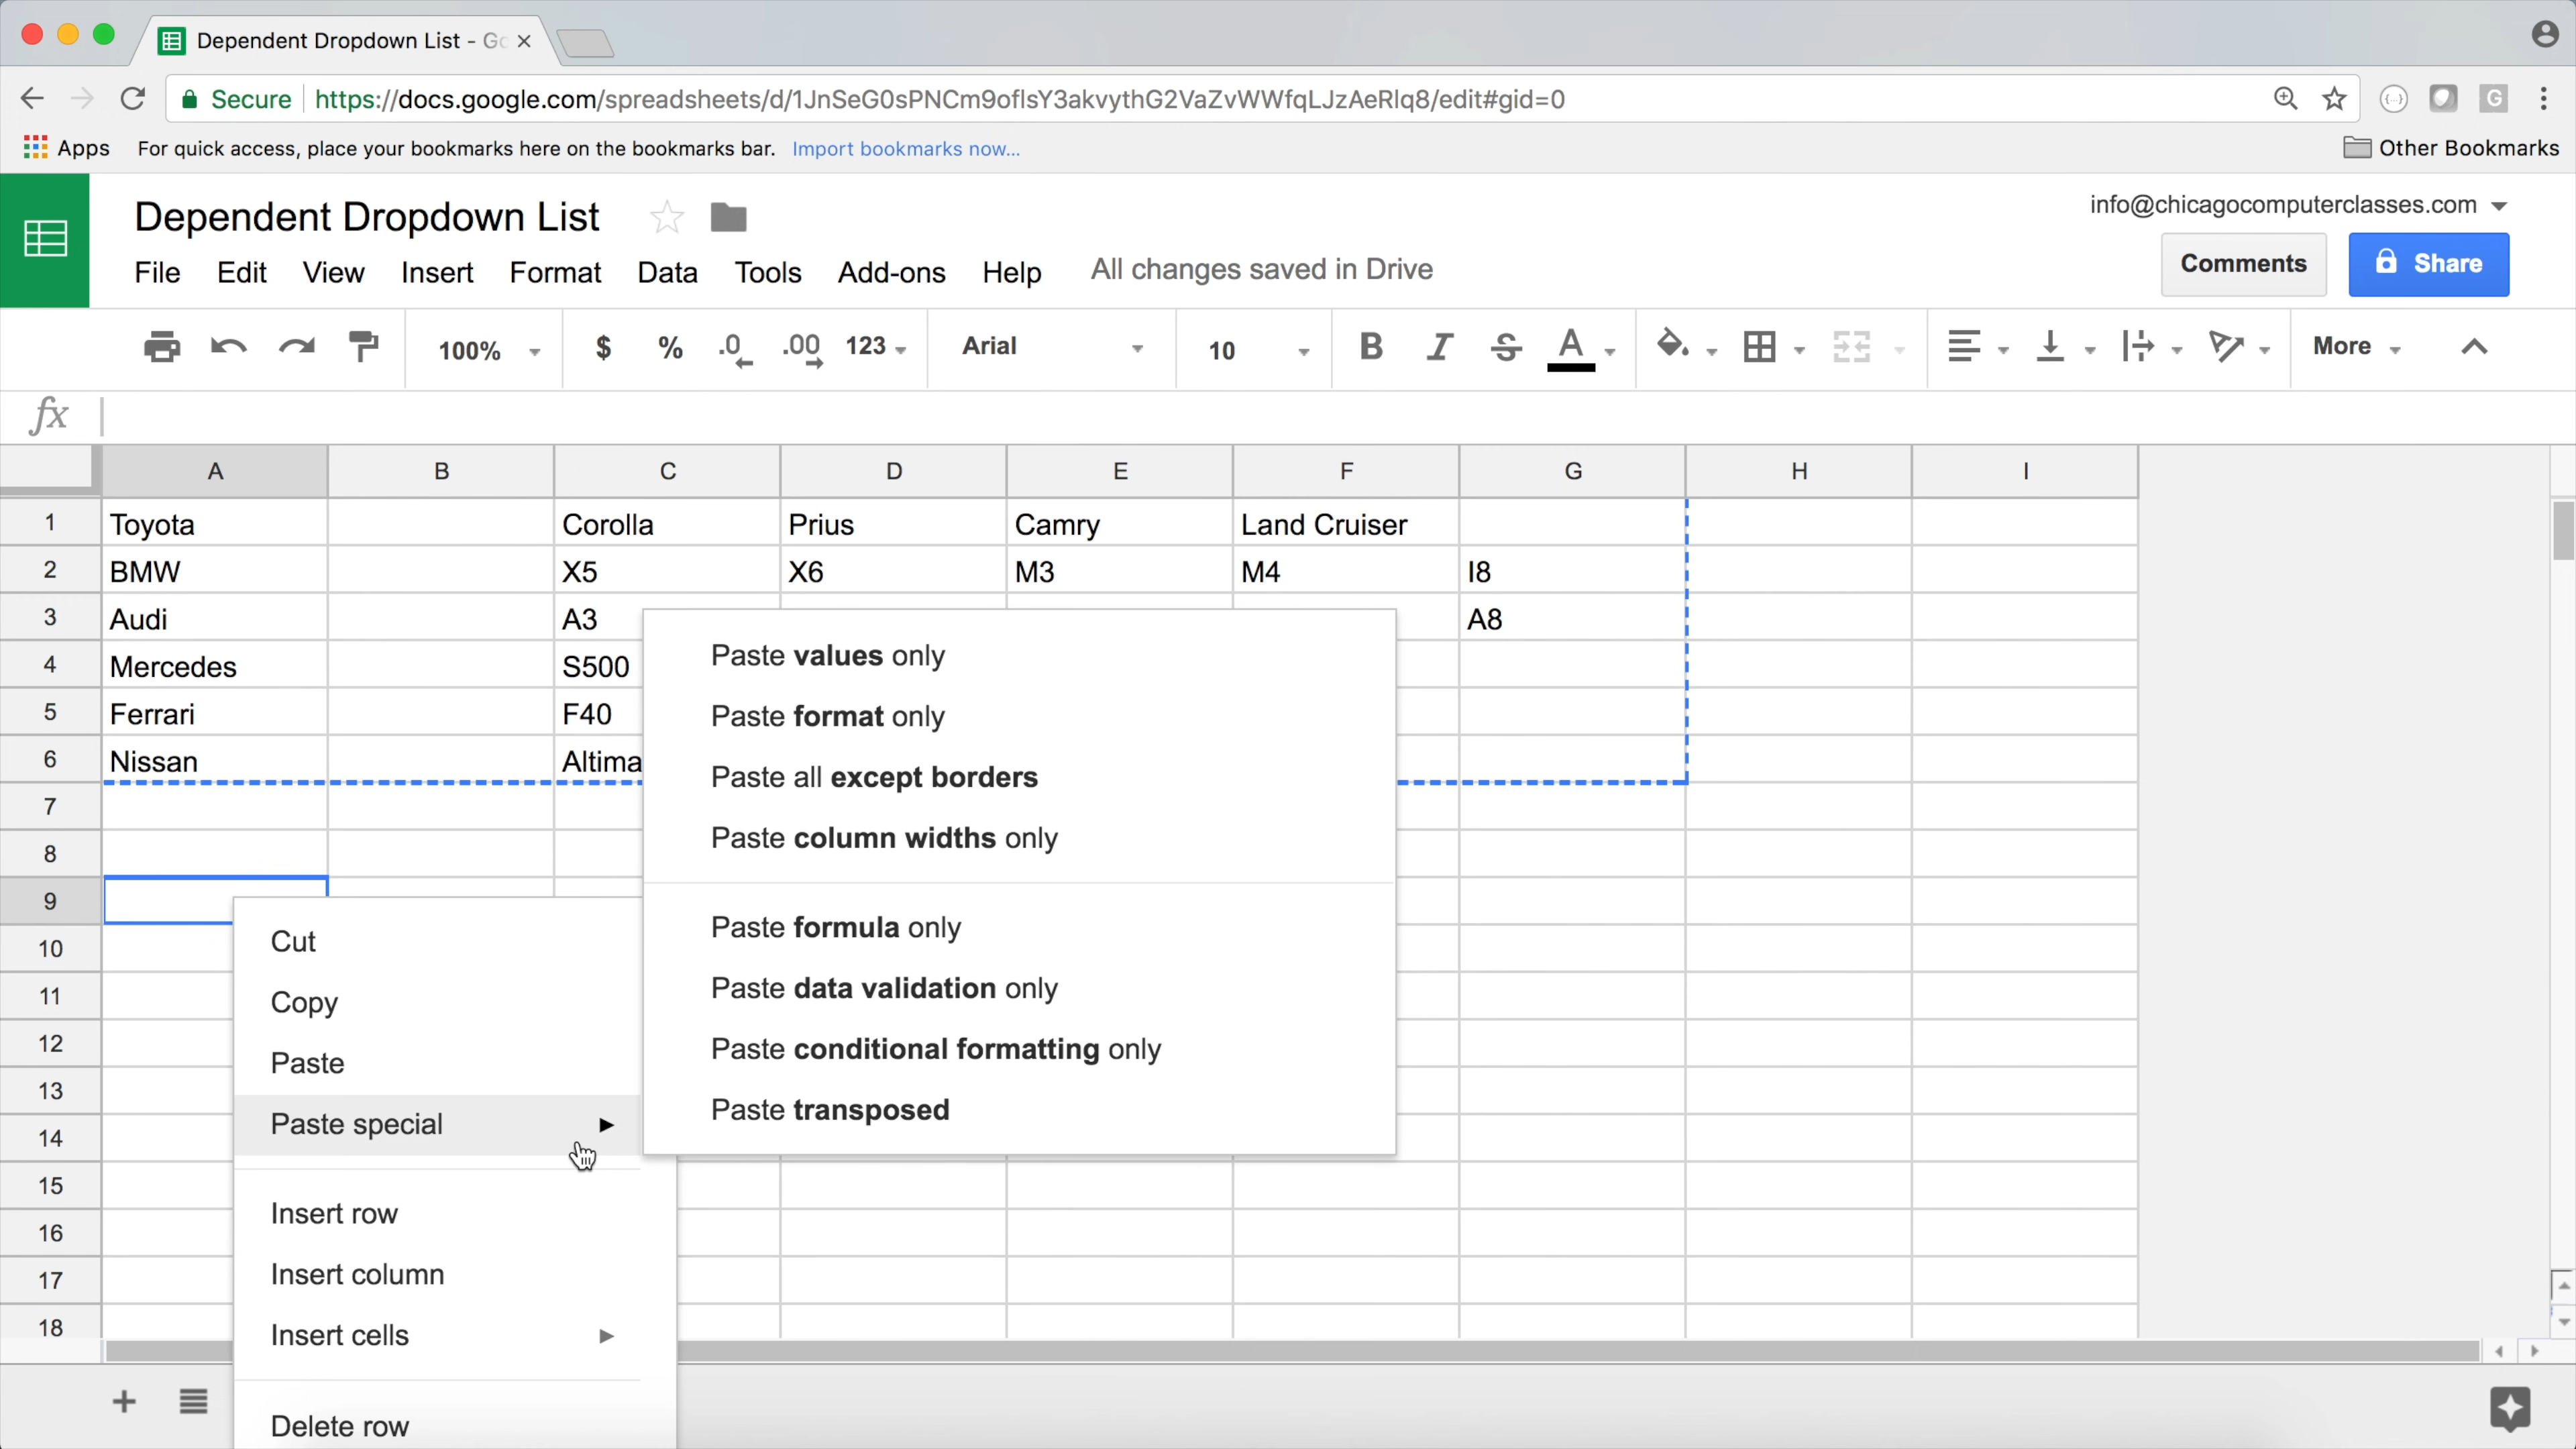 Dependent Dropdown List - Go
Secure https://docs.google.com/spreadsheets/d/1JnSeG0sPNCm9oflsY3akvythG2VaZvWWfqLJzAeRlq8/edit#gid=0
Apps For quick access, place your bookmarks here on the bookmarks bar. Import bookmarks now... Other Bookmarks
Dependent Dropdown List info@chicagocomputerclasses.com
File Edit View Insert Format Data Tools Add-ons Help All changes saved in Drive Comments Share
100% $ % .0 .00 123 Arial 10 B I S A More
fx
A B C D E F G H I
1 Toyota Corolla Prius Camry Land Cruiser
2 BMW X5 X6 M3 M4 I8
3 Audi A3 A8
4 Mercedes S500
5 Ferrari F40
6 Nissan Altima
7
8
9
10
11
12
13
14
15
16
17
18
Paste values only
Paste format only
Paste all except borders
Paste column widths only
Paste formula only
Paste data validation only
Paste conditional formatting only
Paste transposed
Cut
Copy
Paste
Paste special
Insert row
Insert column
Insert cells
Delete row